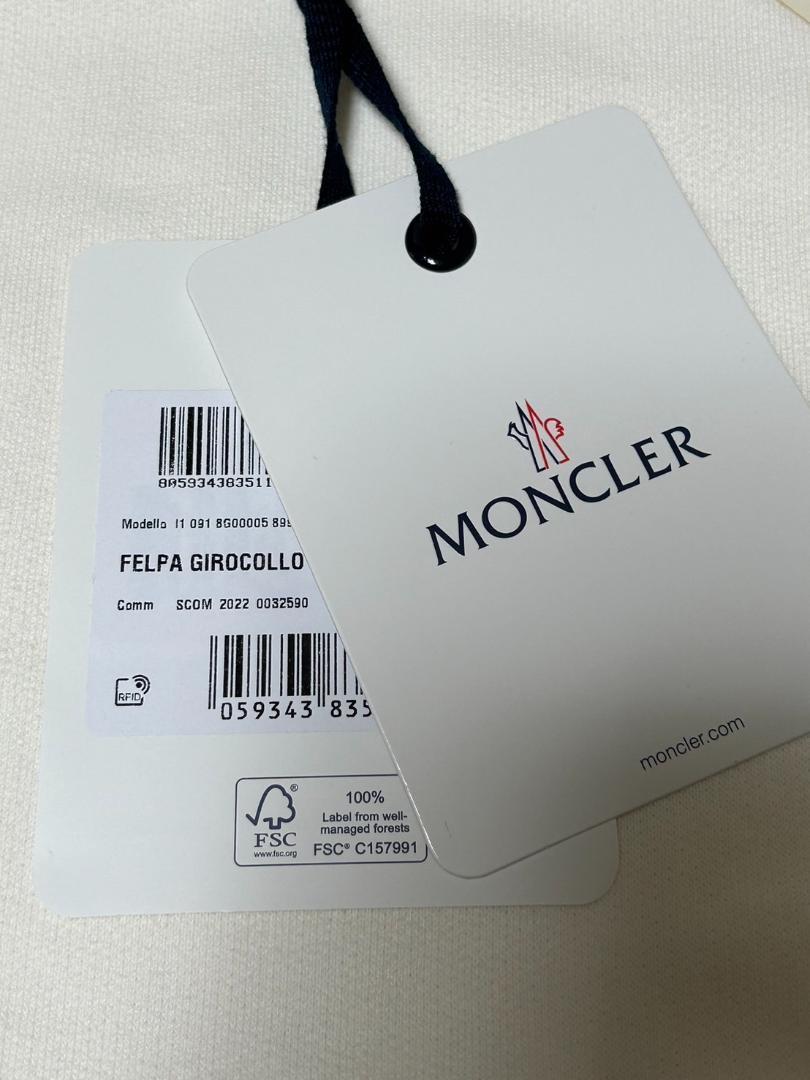 805934383511
Modello I1 091 8G00005 899
FELPA GIROCOLLO
Comm SCOM 2022 0032590
RFID
059343 835
FSC
www.fsc.org
®
100%
Label from well-
managed forests
FSC® C157991
MONCLER
moncler.com